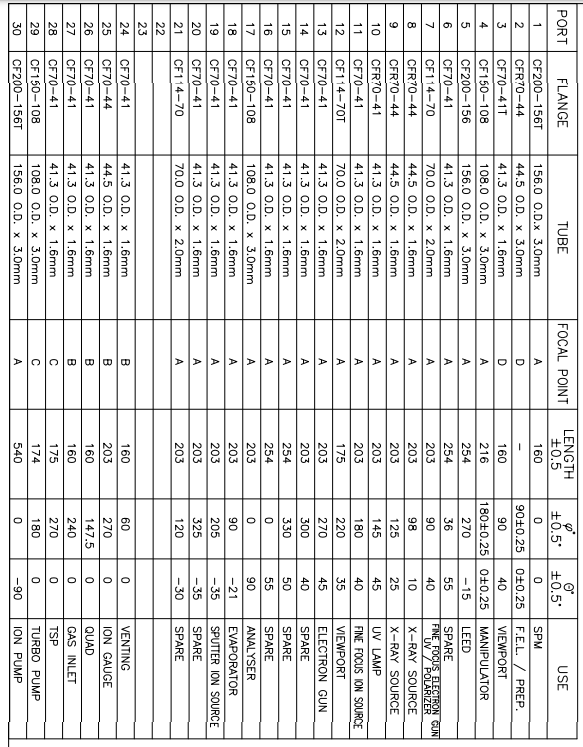 PORT FLANGE TUBE FOCAL POINT LENGTH ±0.5 φ° ±0.5° Θ° ±0.5° USE
1 CF200-156T 156.0 O.D.x 3.0mm A 160 0 0 SPM
2 CFR70-44 44.5 O.D. x 3.0mm D - 90±0.25 0±0.25 F.E.L. / PREP.
3 CF70-41T 41.3 O.D. x 1.6mm D 160 90 40 VIEWPORT
4 CF150-108 108.0 O.D. x 3.0mm A 216 180±0.25 0±0.25 MANIPULATOR
5 CF200-156 156.0 O.D. x 3.0mm A 254 270 -15 LEED
6 CF70-41 41.3 O.D. x 1.6mm A 254 36 55 SPARE
7 CF114-70 70.0 O.D. x 2.0mm A 203 90 40 FINE FOCUS ELECTRON GUN UV / POLARIZER
8 CFR70-44 44.5 O.D. x 1.6mm A 203 98 10 X-RAY SOURCE
9 CFR70-44 44.5 O.D. x 1.6mm A 203 125 25 X-RAY SOURCE
10 CFR70-41 41.3 O.D. x 1.6mm A 203 145 45 UV LAMP
11 CF70-41 41.3 O.D. x 1.6mm A 203 180 40 FINE FOCUS ION SOURCE
12 CF114-70T 70.0 O.D. x 2.0mm A 175 220 35 VIEWPORT
13 CF70-41 41.3 O.D. x 1.6mm A 203 270 45 ELECTRON GUN
14 CF70-41 41.3 O.D. x 1.6mm A 203 300 40 SPARE
15 CF70-41 41.3 O.D. x 1.6mm A 254 330 50 SPARE
16 CF70-41 41.3 O.D. x 1.6mm A 254 0 55 SPARE
17 CF150-108 108.0 O.D. x 3.0mm A 203 0 90 ANALYSER
18 CF70-41 41.3 O.D. x 1.6mm A 203 90 -21 EVAPORATOR
19 CF70-41 41.3 O.D. x 1.6mm A 203 205 -35 SPUTTER ION SOURCE
20 CF70-41 41.3 O.D. x 1.6mm A 203 325 -35 SPARE
21 CF114-70 70.0 O.D. x 2.0mm A 203 120 -30 SPARE
22
23
24 CF70-41 41.3 O.D. x 1.6mm B 160 60 0 VENTING
25 CF70-44 44.5 O.D. x 1.6mm B 203 270 0 ION GAUGE
26 CF70-41 41.3 O.D. x 1.6mm B 160 147.5 0 QUAD
27 CF70-41 41.3 O.D. x 1.6mm B 160 240 0 GAS INLET
28 CF70-41 41.3 O.D. x 1.6mm C 175 270 0 TSP
29 CF150-108 108.0 O.D. x 3.0mm C 174 180 0 TURBO PUMP
30 CF200-156T 156.0 O.D. x 3.0mm A 540 0 -90 ION PUMP